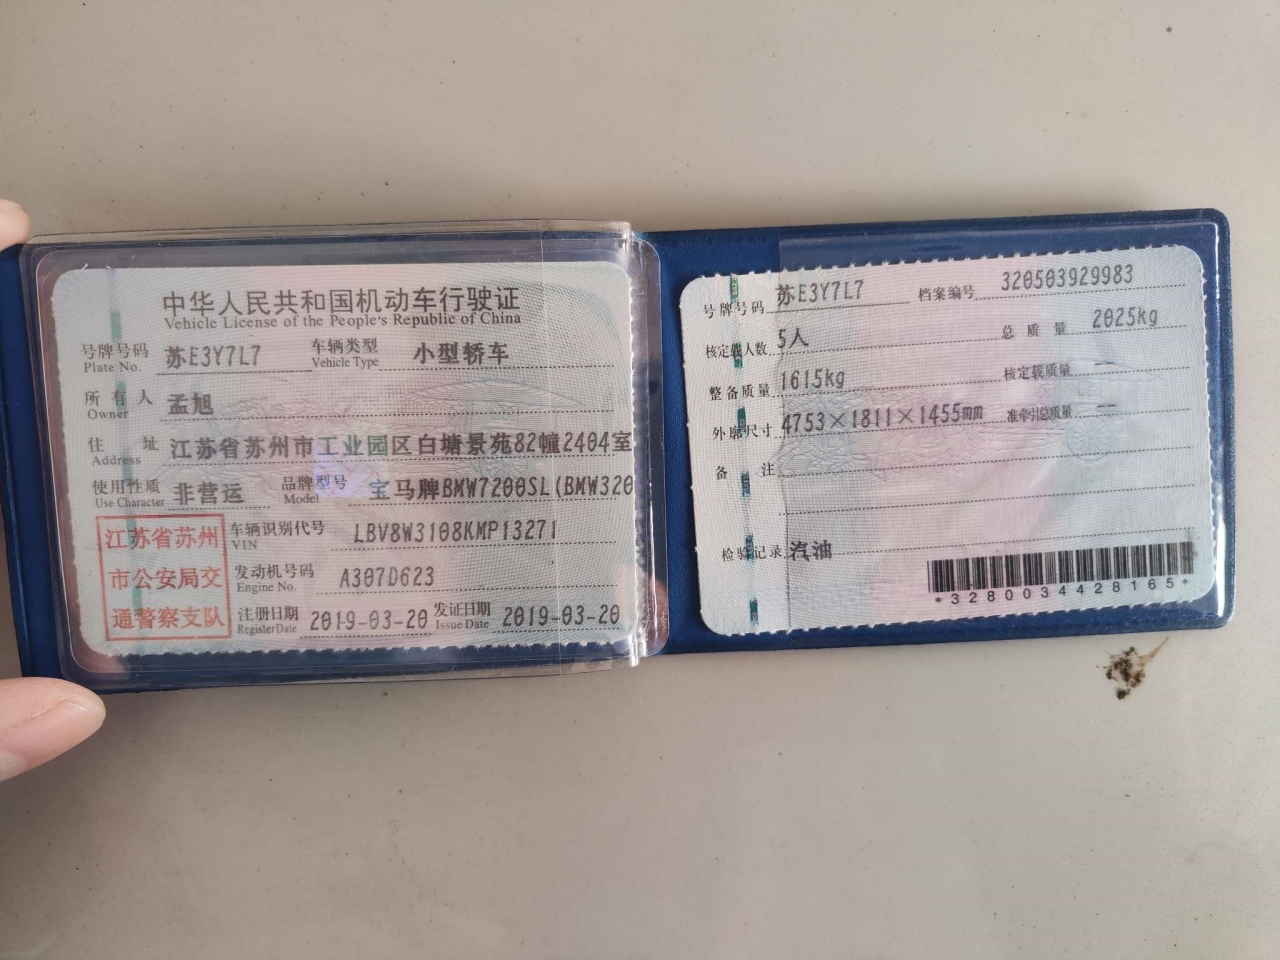 中华人民共和国机动车行驶证
Vehicle License of the People's Republic of China
号牌号码 苏E3Y7L7 车辆类型 小型轿车
Plate No. Vehicle Type
所有人 孟旭
Owner
住址 江苏省苏州市工业园区白塘景苑82幢2404室
Address
使用性质 非营运 品牌型号 宝马牌BMW7200SL(BMW320
Use Character Model
江苏省苏州
市公安局交
通警察支队
车辆识别代号 LBV8W3108KMP13271
VIN
发动机号码 A307D623
Engine No.
注册日期 2019-03-20 发证日期 2019-03-20
Register Date Issue Date
号牌号码 苏E3Y7L7 档案编号 320503929983
核定载人数 5人 总质量 2025kg
整备质量 1615kg 核定载质量 --
外廓尺寸 4753×1811×1455mm 准牵引总质量 --
备注
检验记录 汽油
*3280034428165*